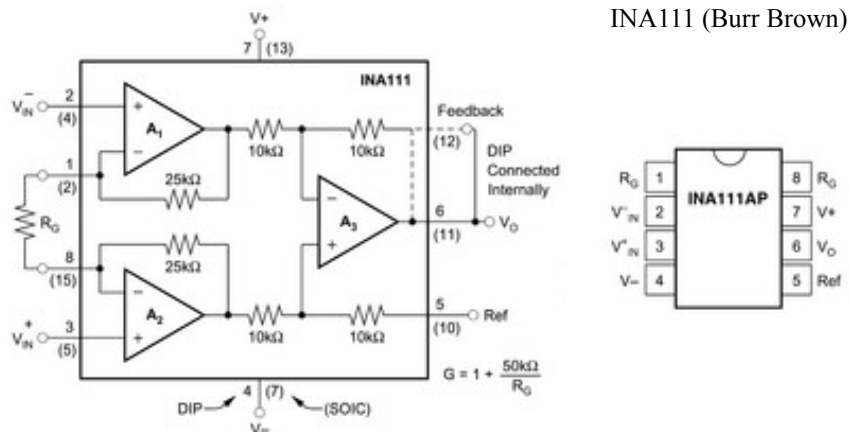 INA111 (Burr Brown)
V+
7 (13)
INA111
V⁻IN
2
(4)
A₁
10kΩ
10kΩ
Feedback
(12)
DIP
Connected
Internally
1
(2)
25kΩ
RG
A₃
6
(11)
VO
8
(15)
25kΩ
A₂
10kΩ
10kΩ
5
(10)
Ref
V⁺IN
3
(5)
G = 1 + 50kΩ / RG
4 (7)
DIP
(SOIC)
V–
RG 1
8 RG
INA111AP
V⁻IN 2
7 V+
V⁺IN 3
6 VO
V– 4
5 Ref